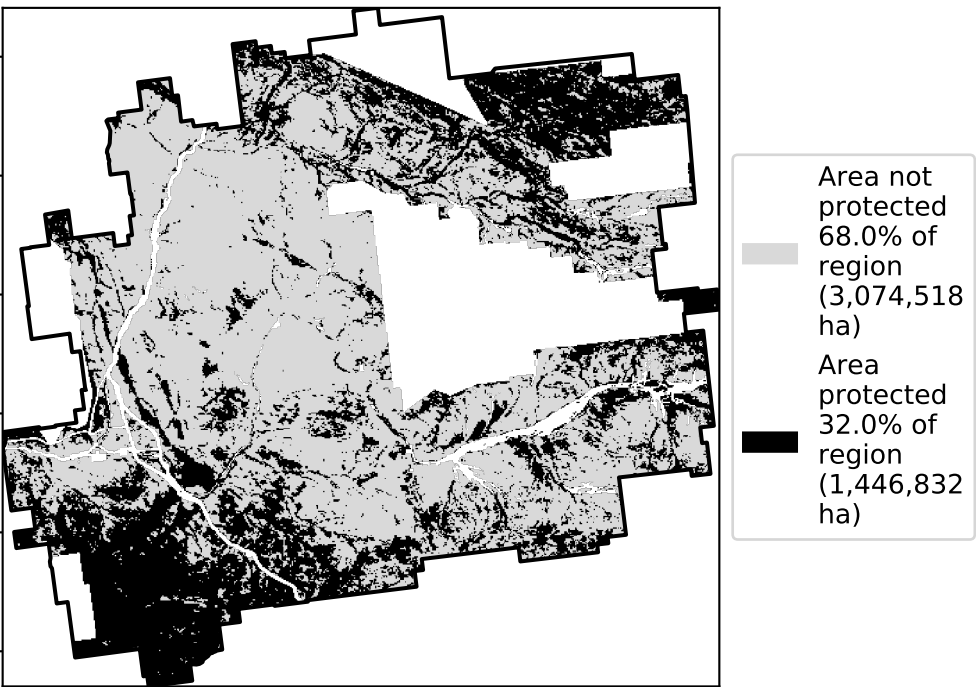 Area not
protected
68.0% of
region
(3,074,518
ha)
Area
protected
32.0% of
region
(1,446,832
ha)